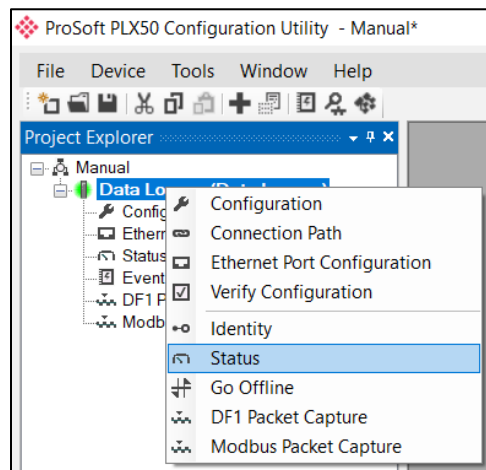 ProSoft PLX50 Configuration Utility - Manual*
File Device Tools Window Help
Project Explorer
Manual
Configuration
Connection Path
Ethernet Port Configuration
Verify Configuration
Identity
Status
Go Offline
DF1 Packet Capture
Modbus Packet Capture
Data Lo
Config
Ethern
Status
Event
DF1 P
Modb